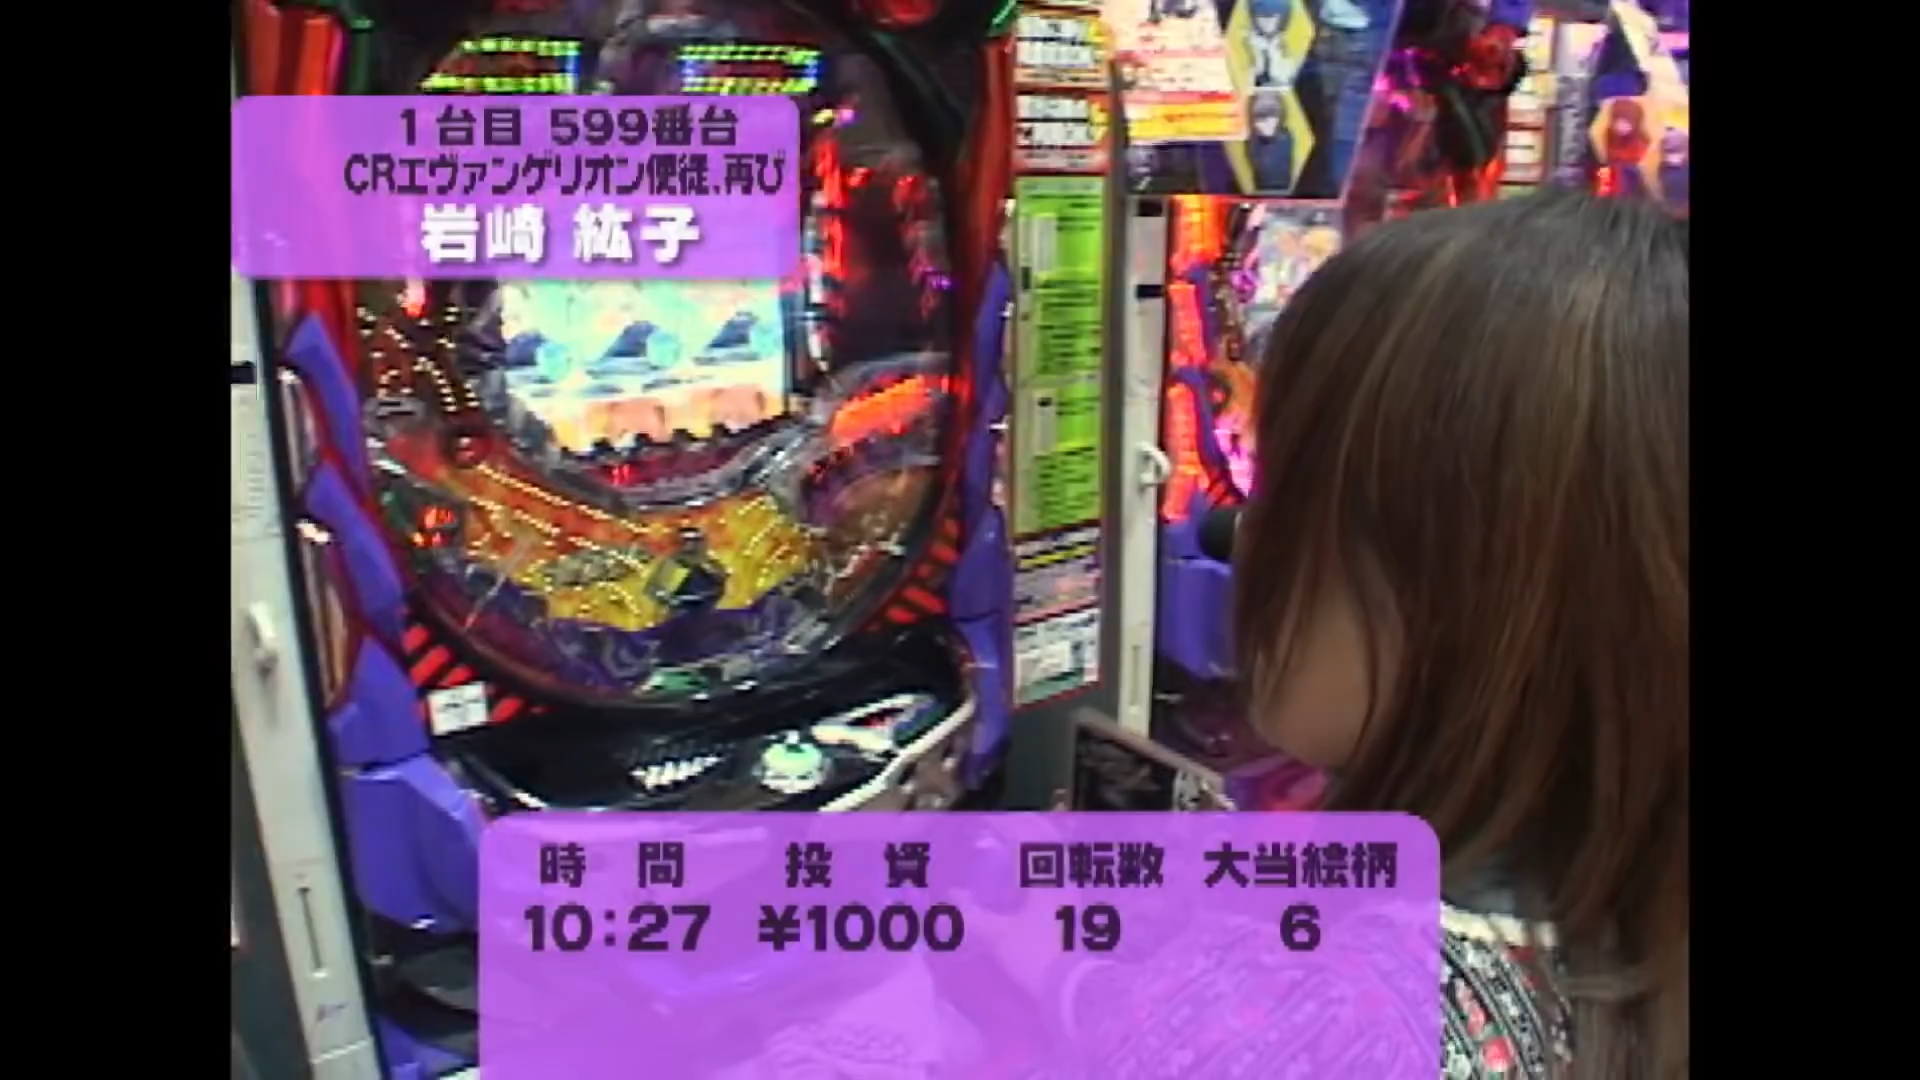 1台目 599番台
CRエヴァンゲリオン使徒、再び
岩崎 紘子
時間 投資 回転数 大当絵柄
10:27 ¥1000 19 6